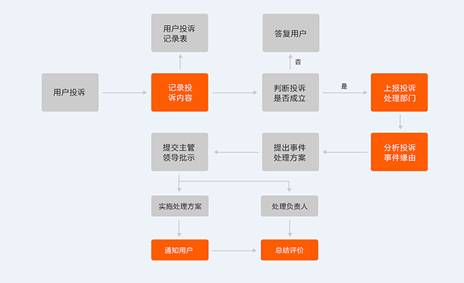 用户投诉
记录表
答复用户
否
用户投诉
记录投
诉内容
判断投诉
是否成立
是
上报投诉
处理部门
提交主管
领导批示
提出事件
处理方案
分析投诉
事件缘由
实施处理方案
处理负责人
通知用户
总结评价